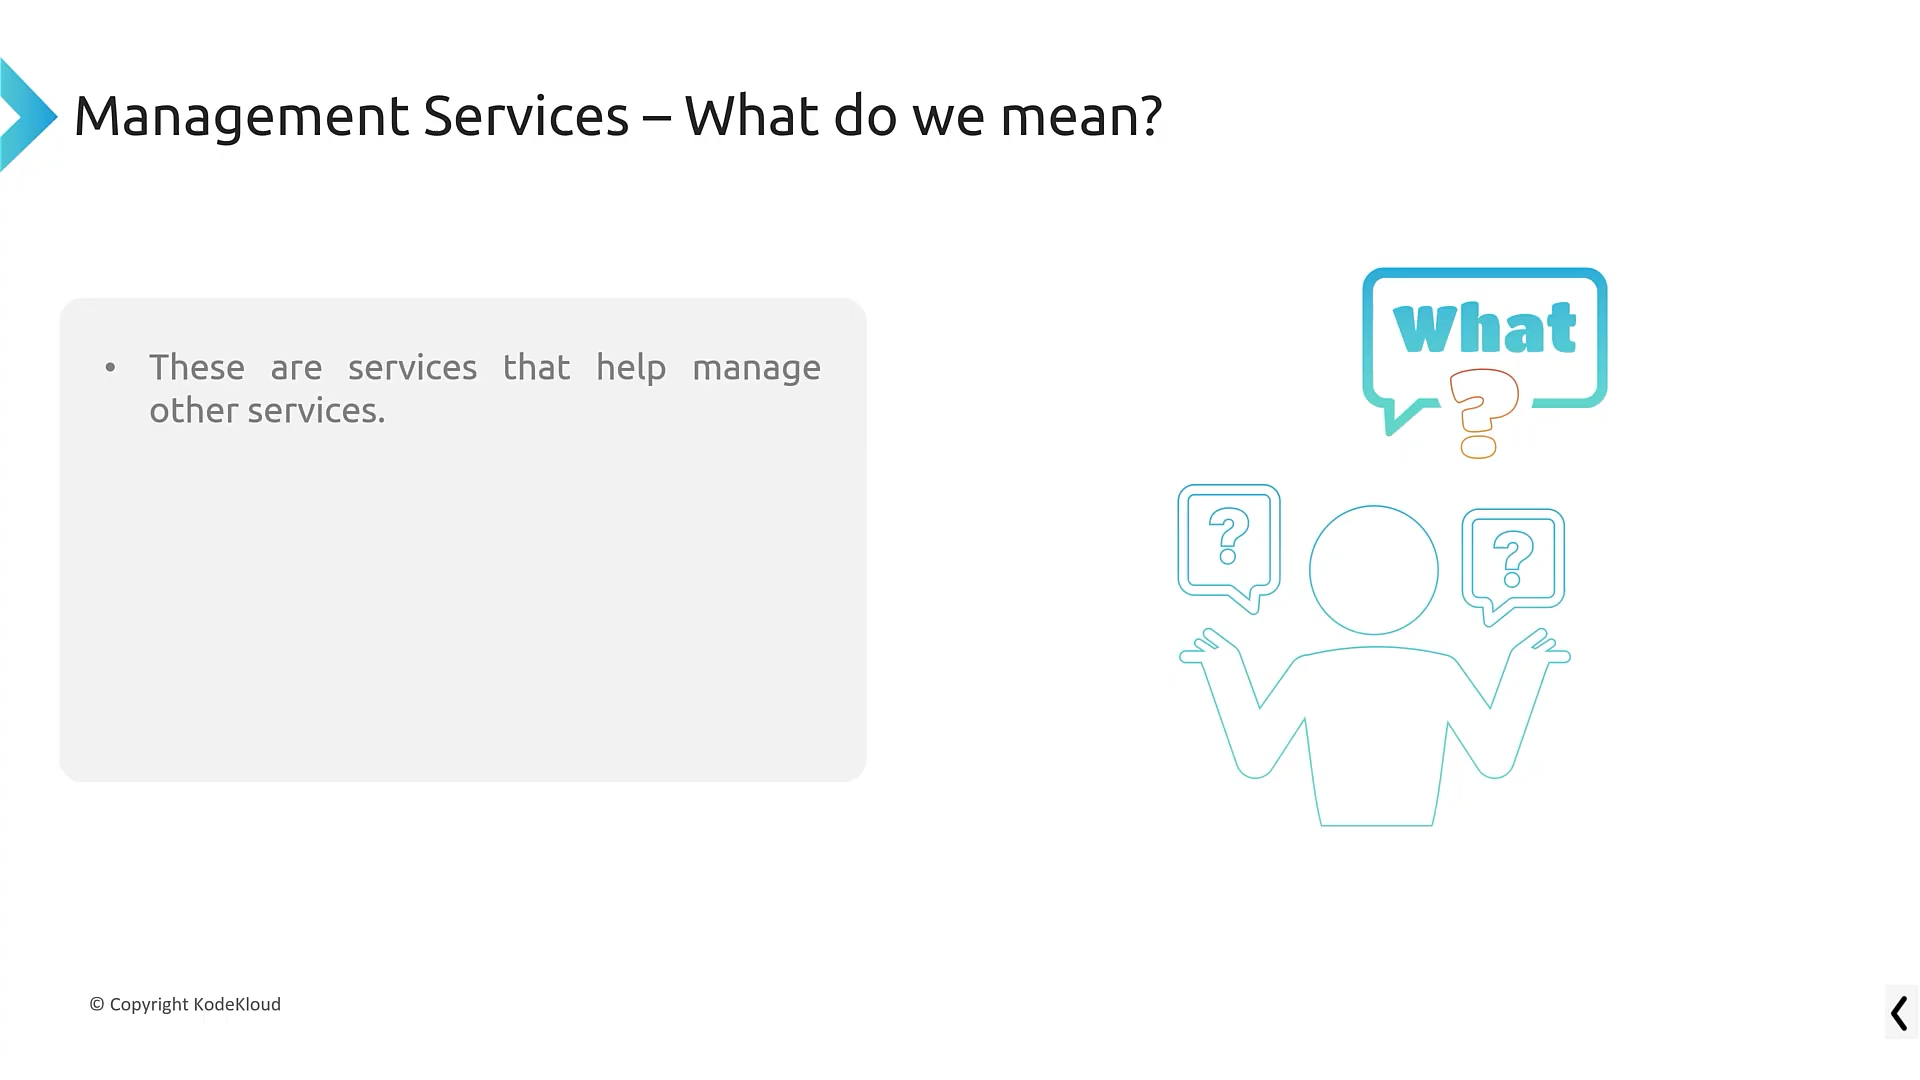 Management Services – What do we mean?
What
?
• These are services that help manage
other services.
?
?
© Copyright KodeKloud